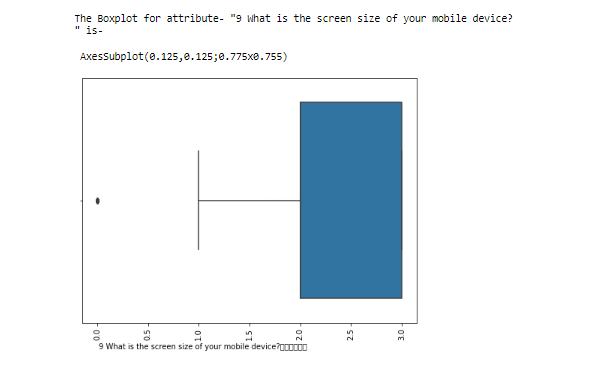 The Boxplot for attribute- "9 What is the screen size of your mobile device?
" is-
AxesSubplot(0.125,0.125;0.775x0.755)
0.0 0.5 1.0 1.5 2.0 2.5 3.0
9 What is the screen size of your mobile device?□□□□□□